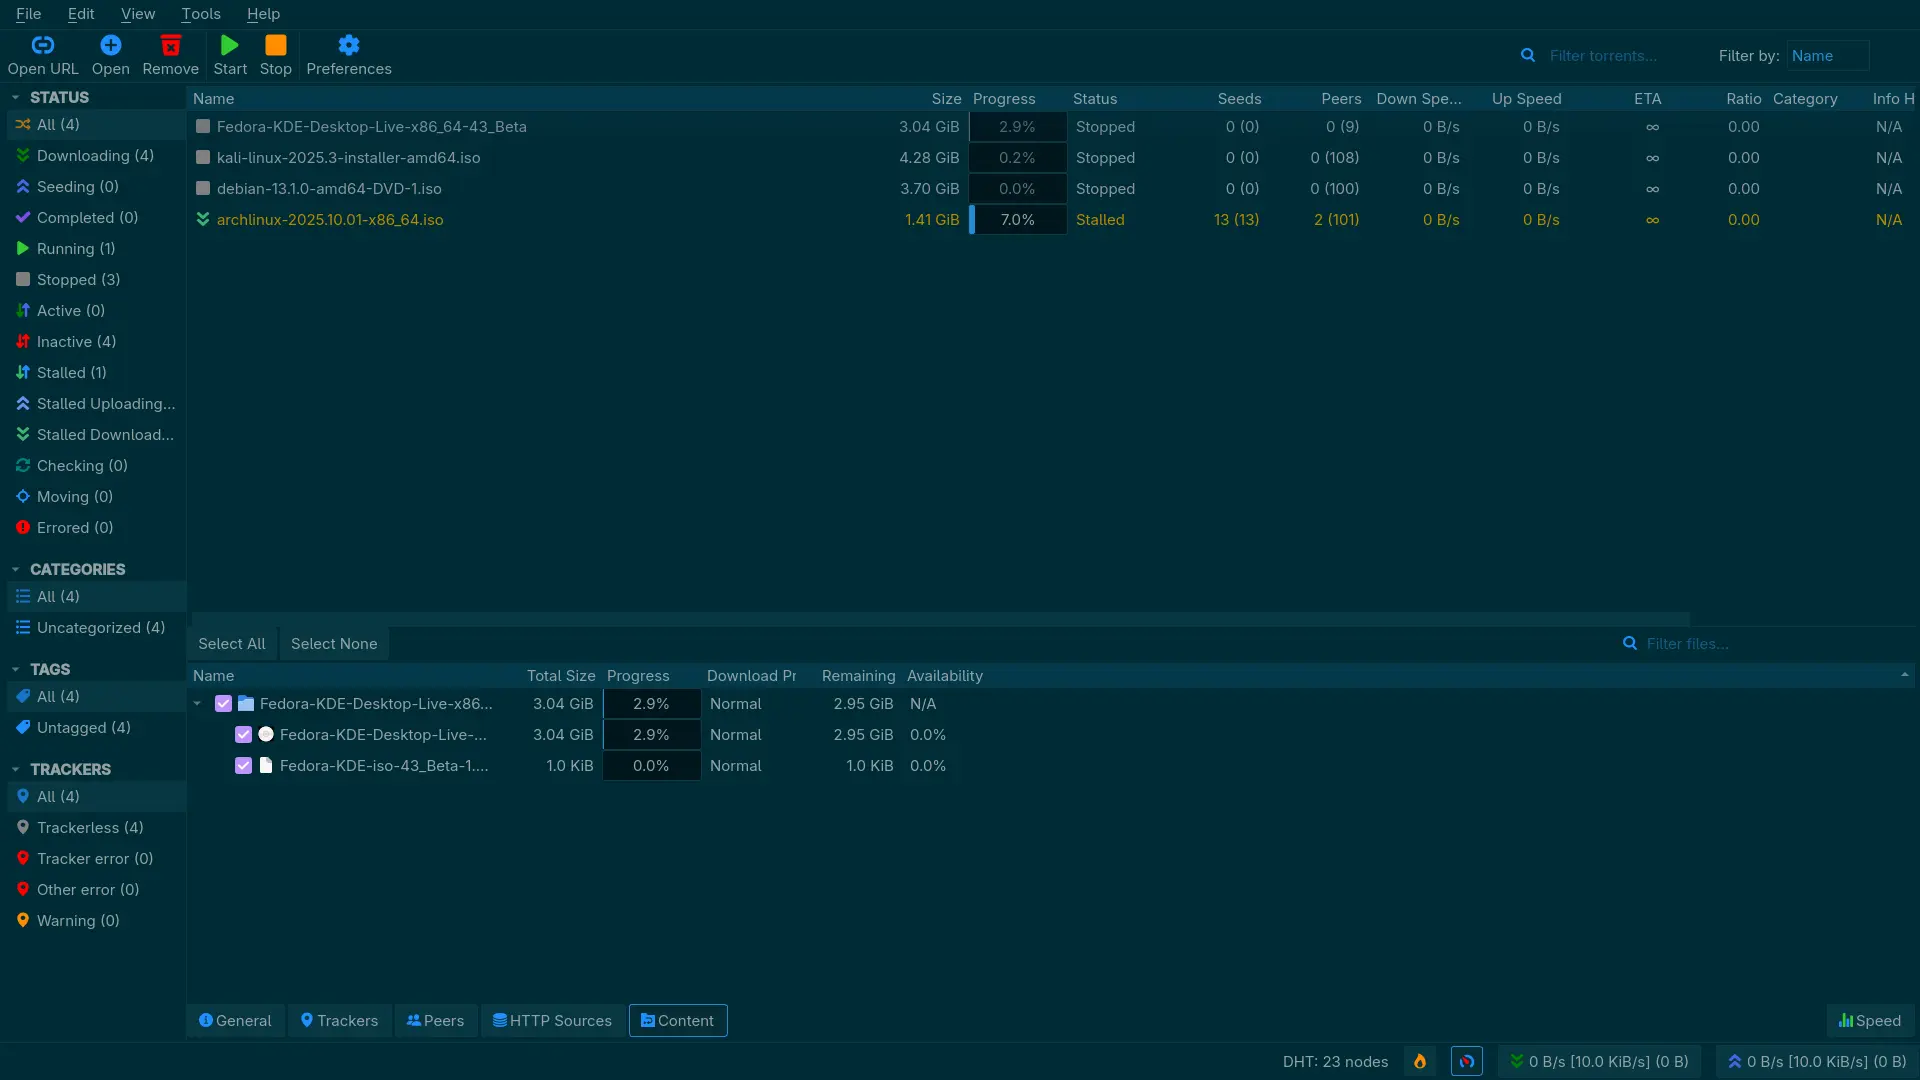 File Edit View Tools Help
Open URL Open Remove Start Stop Preferences Filter torrents... Filter by: Name
STATUS
All (4)
Downloading (4)
Seeding (0)
Completed (0)
Running (1)
Stopped (3)
Active (0)
Inactive (4)
Stalled (1)
Stalled Uploading...
Stalled Download...
Checking (0)
Moving (0)
Errored (0)
CATEGORIES
All (4)
Uncategorized (4)
TAGS
All (4)
Untagged (4)
TRACKERS
All (4)
Trackerless (4)
Tracker error (0)
Other error (0)
Warning (0)
Name Size Progress Status Seeds Peers Down Spe... Up Speed ETA Ratio Category Info H
Fedora-KDE-Desktop-Live-x86_64-43_Beta 3.04 GiB 2.9% Stopped 0 (0) 0 (9) 0 B/s 0 B/s ∞ 0.00 N/A
kali-linux-2025.3-installer-amd64.iso 4.28 GiB 0.2% Stopped 0 (0) 0 (108) 0 B/s 0 B/s ∞ 0.00 N/A
debian-13.1.0-amd64-DVD-1.iso 3.70 GiB 0.0% Stopped 0 (0) 0 (100) 0 B/s 0 B/s ∞ 0.00 N/A
archlinux-2025.10.01-x86_64.iso 1.41 GiB 7.0% Stalled 13 (13) 2 (101) 0 B/s 0 B/s ∞ 0.00 N/A
Select All Select None Filter files...
Name Total Size Progress Download Pr Remaining Availability
Fedora-KDE-Desktop-Live-x86... 3.04 GiB 2.9% Normal 2.95 GiB N/A
Fedora-KDE-Desktop-Live-... 3.04 GiB 2.9% Normal 2.95 GiB 0.0%
Fedora-KDE-iso-43_Beta-1.... 1.0 KiB 0.0% Normal 1.0 KiB 0.0%
General Trackers Peers HTTP Sources Content Speed
DHT: 23 nodes 0 B/s [10.0 KiB/s] (0 B) 0 B/s [10.0 KiB/s] (0 B)